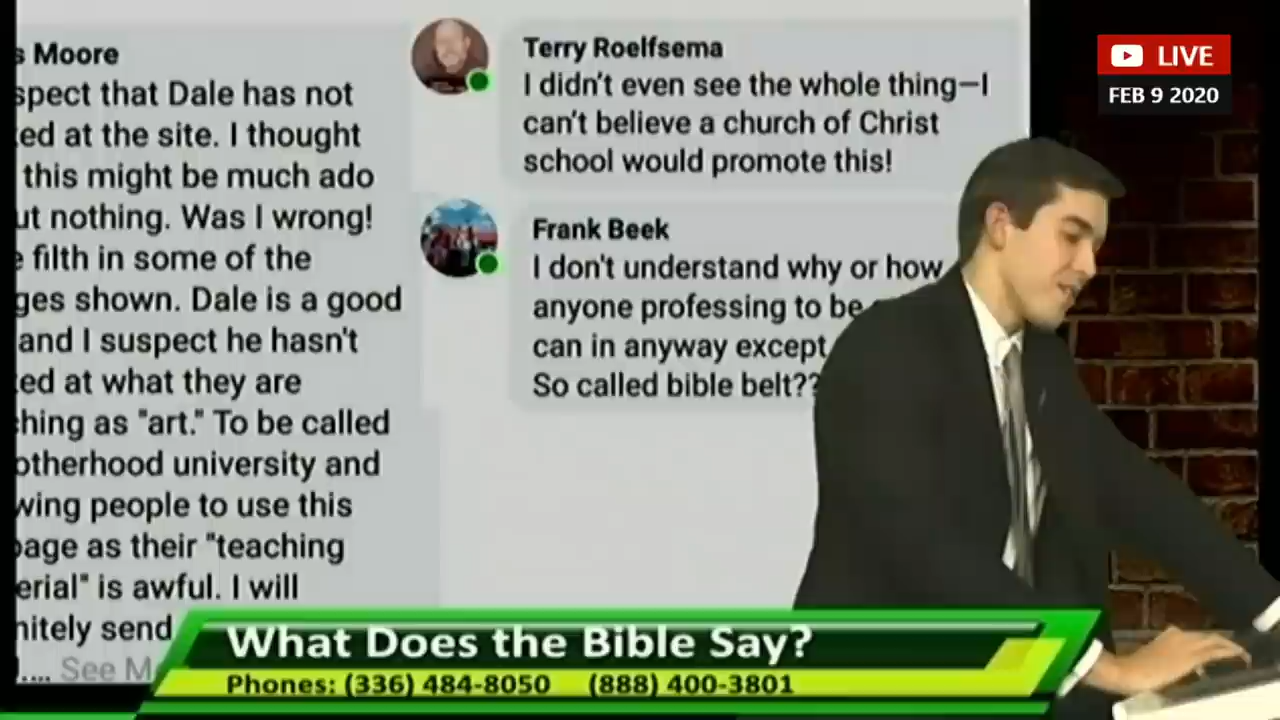 s Moore
spect that Dale has not
ked at the site. I thought
this might be much ado
ut nothing. Was I wrong!
e filth in some of the
ges shown. Dale is a good
and I suspect he hasn't
ked at what they are
ching as "art." To be called
otherhood university and
wing people to use this
bage as their "teaching
erial" is awful. I will
nitely send
.... See Mo
Terry Roelfsema
I didn't even see the whole thing—I
can't believe a church of Christ
school would promote this!
Frank Beek
I don't understand why or how
anyone professing to be
can in anyway except
So called bible belt??
LIVE
FEB 9 2020
What Does the Bible Say?
Phones: (336) 484-8050 (888) 400-3801